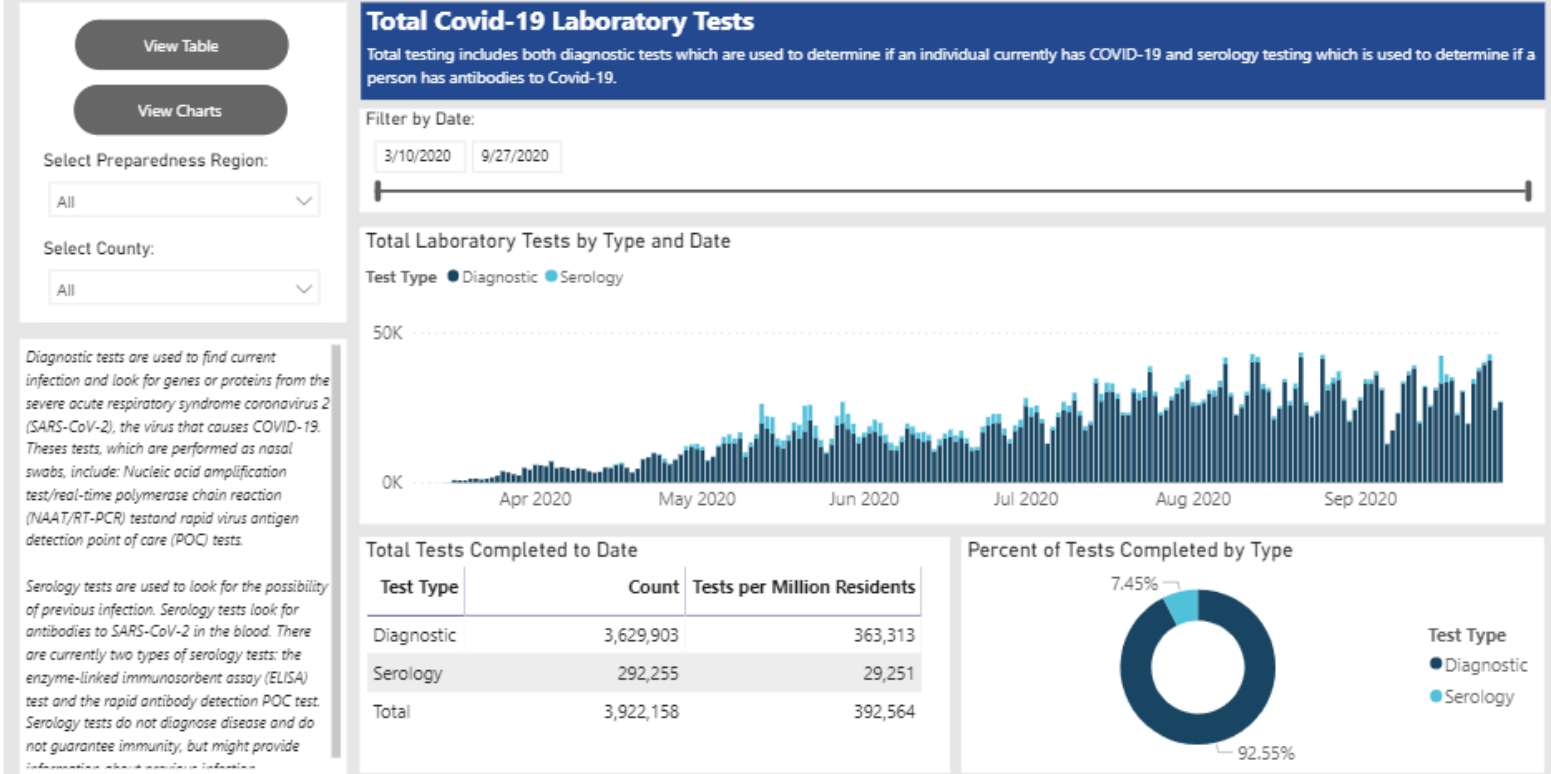 View Table
View Charts
Select Preparedness Region:
All
Select County:
All
Diagnostic tests are used to find current
infection and look for genes or proteins from the
severe acute respiratory syndrome coronavirus 2
(SARS-CoV-2), the virus that causes COVID-19.
Theses tests, which are performed as nasal
swabs, include: Nucleic acid amplification
test/real-time polymerase chain reaction
(NAAT/RT-PCR) testand rapid virus antigen
detection point of care (POC) tests.
Serology tests are used to look for the possibility
of previous infection. Serology tests look for
antibodies to SARS-CoV-2 in the blood. There
are currently two types of serology tests: the
enzyme-linked immunosorbent assay (ELISA)
test and the rapid antibody detection POC test.
Serology tests do not diagnose disease and do
not guarantee immunity, but might provide
information about previous infection
Total Covid-19 Laboratory Tests
Total testing includes both diagnostic tests which are used to determine if an individual currently has COVID-19 and serology testing which is used to determine if a
person has antibodies to Covid-19.
Filter by Date:
3/10/2020 9/27/2020
Total Laboratory Tests by Type and Date
Test Type Diagnostic Serology
50K
0K
Apr 2020 May 2020 Jun 2020 Jul 2020 Aug 2020 Sep 2020
Total Tests Completed to Date
Test Type Count Tests per Million Residents
Diagnostic 3,629,903 363,313
Serology 292,255 29,251
Total 3,922,158 392,564
Percent of Tests Completed by Type
7.45%
92.55%
Test Type
Diagnostic
Serology